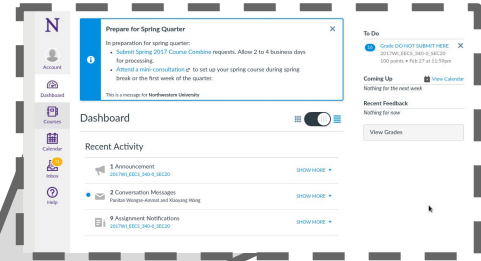 N
Account
Dashboard
Courses
Calendar
Inbox
Help
Prepare for Spring Quarter
In preparation for spring quarter:
Submit Spring 2017 Course Combine requests. Allow 2 to 4 business days
for processing.
Attend a mini-consultation to set up your spring course during spring
break or the first week of the quarter.
This is a message for Northwestern University
Dashboard
Recent Activity
1 Announcement
2017WI_EECS_340-0_SEC20
SHOW MORE
2 Conversation Messages
Panitan Wongse-Ammat and Xiaoyang Wang
SHOW MORE
9 Assignment Notifications
2017WI_EECS_340-0_SEC20
SHOW MORE
To Do
Grade DO NOT SUBMIT HERE
2017WI_EECS_340-0_SEC20
100 points • Feb 27 at 11:59pm
Coming Up View Calendar
Nothing for the next week
Recent Feedback
Nothing for now
View Grades